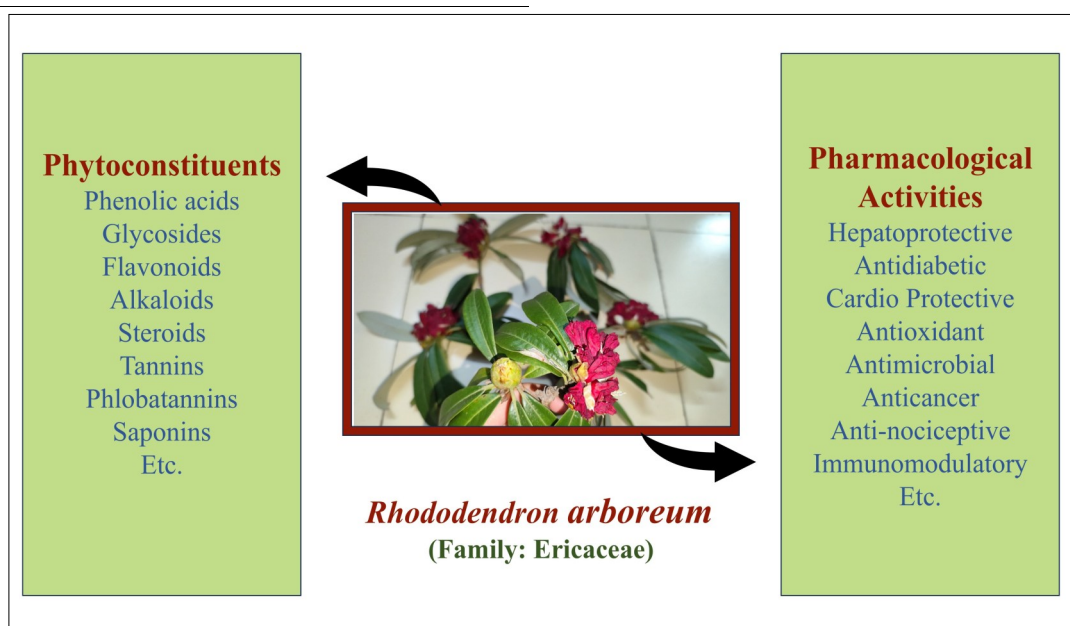 Phytoconstituents
Phenolic acids
Glycosides
Flavonoids
Alkaloids
Steroids
Tannins
Phlobatannins
Saponins
Etc.
Rhododendron arboreum
(Family: Ericaceae)
Pharmacological
Activities
Hepatoprotective
Antidiabetic
Cardio Protective
Antioxidant
Antimicrobial
Anticancer
Anti-nociceptive
Immunomodulatory
Etc.